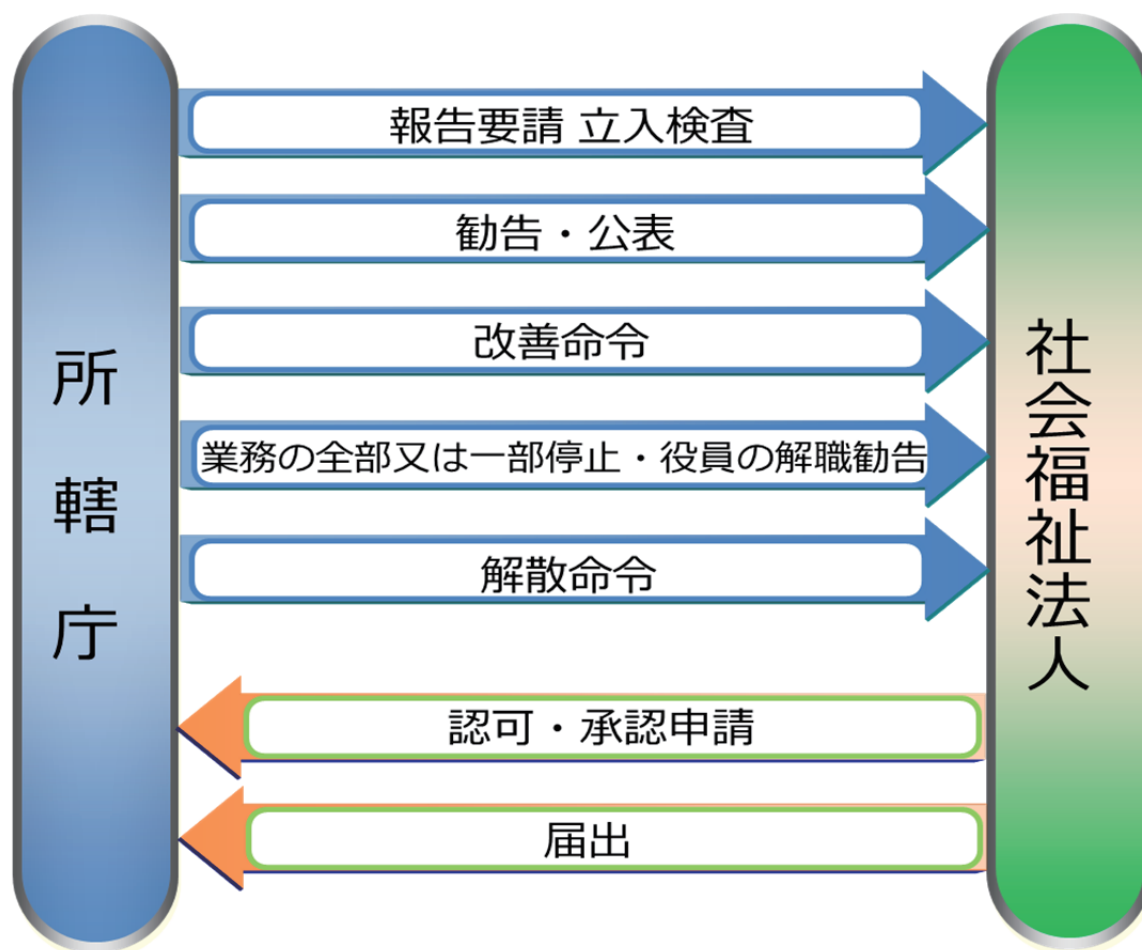 所轄庁
報告要請 立入検査
勧告・公表
改善命令
業務の全部又は一部停止・役員の解職勧告
解散命令
認可・承認申請
届出
社会福祉法人